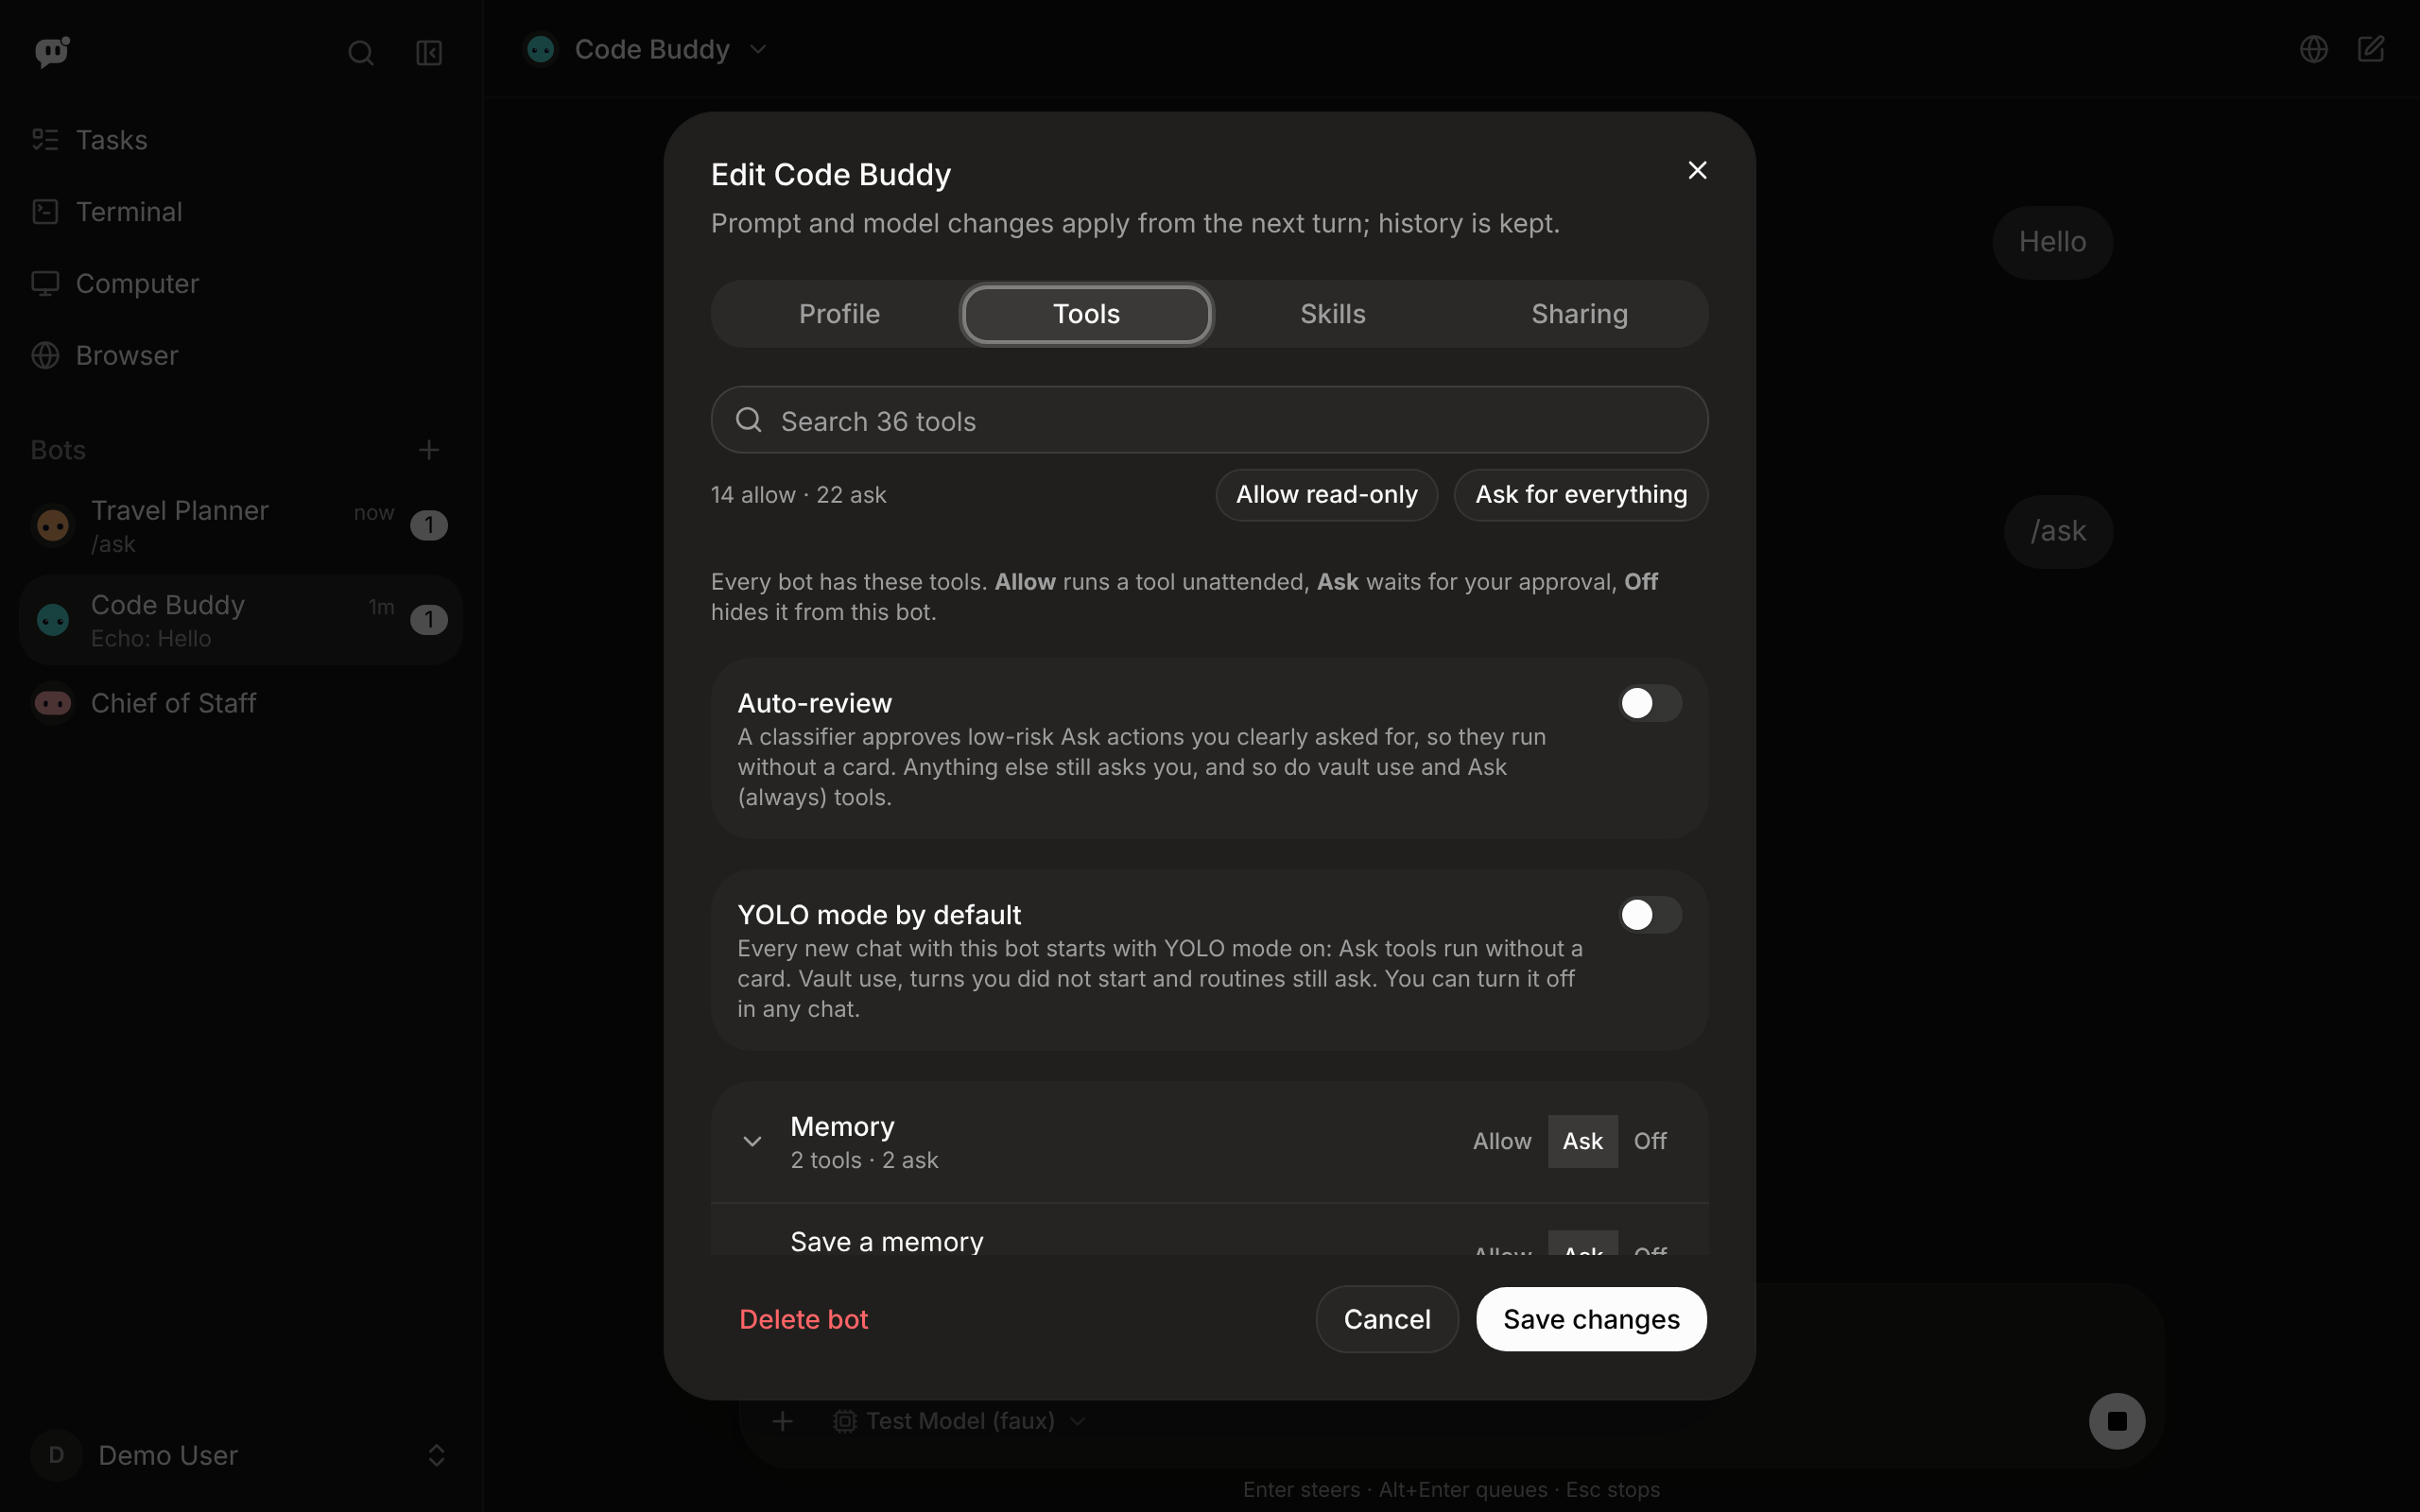 Tasks
Terminal
Computer
Browser
Bots
Travel Planner
now
1
/ask
Code Buddy
1m
1
Echo: Hello
Chief of Staff
D
Demo User
Code Buddy
Hello
/ask
Edit Code Buddy
Prompt and model changes apply from the next turn; history is kept.
Profile
Tools
Skills
Sharing
Search 36 tools
14 allow · 22 ask
Allow read-only
Ask for everything
Every bot has these tools. Allow runs a tool unattended, Ask waits for your approval, Off
hides it from this bot.
Auto-review
A classifier approves low-risk Ask actions you clearly asked for, so they run
without a card. Anything else still asks you, and so do vault use and Ask
(always) tools.
YOLO mode by default
Every new chat with this bot starts with YOLO mode on: Ask tools run without a
card. Vault use, turns you did not start and routines still ask. You can turn it off
in any chat.
Memory
2 tools · 2 ask
Allow
Ask
Off
Save a memory
Allow
Ask
Off
Delete bot
Cancel
Save changes
Test Model (faux)
Enter steers · Alt+Enter queues · Esc stops